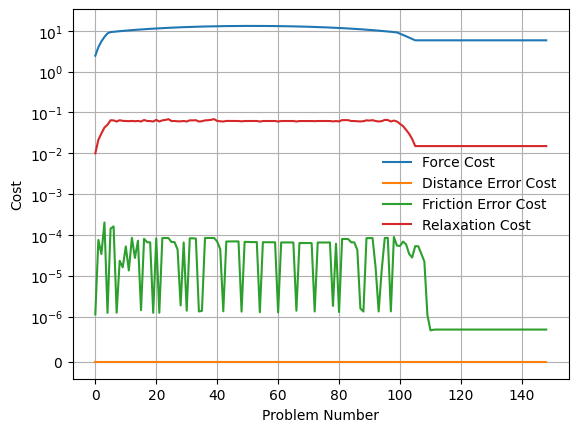 10¹
10⁰
10⁻¹
10⁻²
10⁻³
10⁻⁴
10⁻⁵
10⁻⁶
0
Cost
Force Cost
Distance Error Cost
Friction Error Cost
Relaxation Cost
0 20 40 60 80 100 120 140
Problem Number